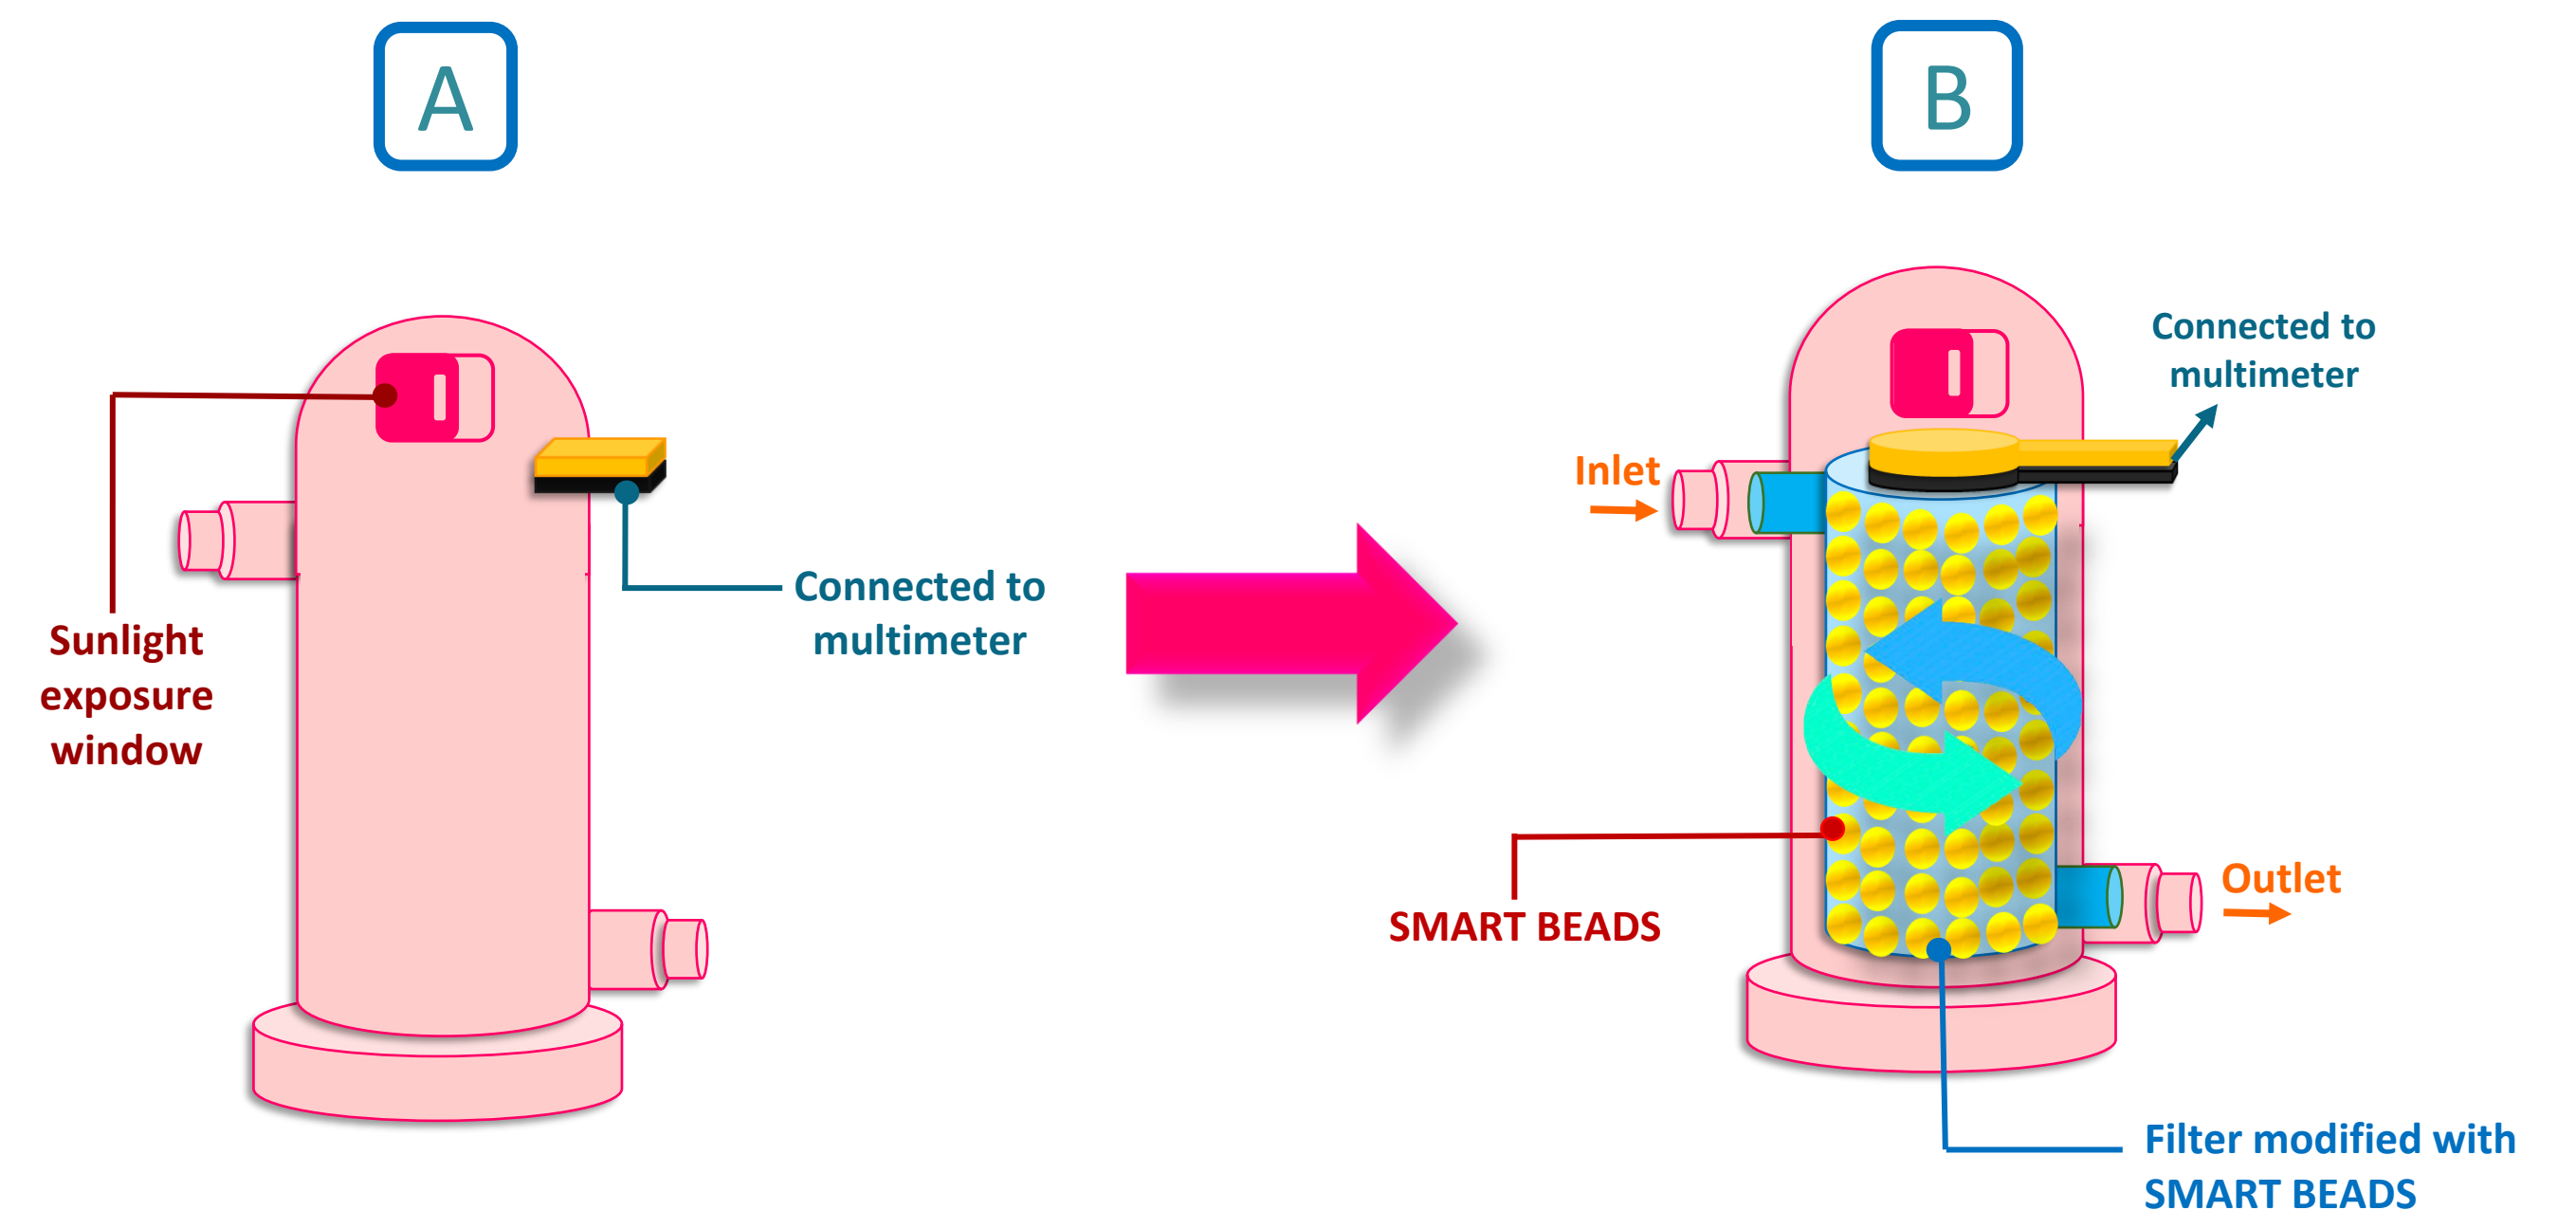 A
B
Sunlight
exposure
window
Connected to
multimeter
Inlet
Connected to
multimeter
SMART BEADS
Outlet
Filter modified with
SMART BEADS